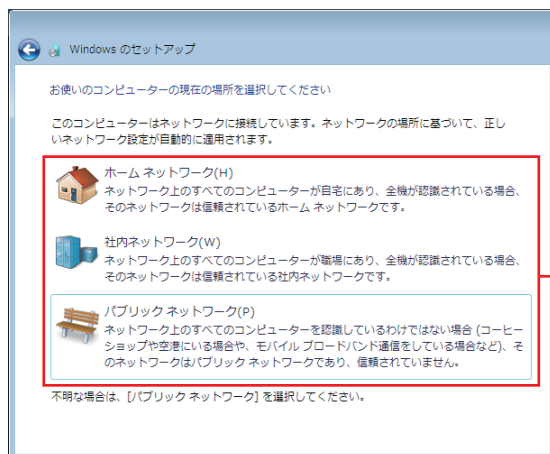 Windows のセットアップ
お使いのコンピューターの現在の場所を選択してください
このコンピューターはネットワークに接続しています。ネットワークの場所に基づいて、正し
いネットワーク設定が自動的に適用されます。
ホーム ネットワーク(H)
ネットワーク上のすべてのコンピューターが自宅にあり、全機が認識されている場合、
そのネットワークは信頼されているホーム ネットワークです。
社内ネットワーク(W)
ネットワーク上のすべてのコンピューターが職場にあり、全機が認識されている場合、
そのネットワークは信頼されている社内ネットワークです。
パブリック ネットワーク(P)
ネットワーク上のすべてのコンピューターを認識しているわけではない場合 (コーヒー
ショップや空港にいる場合や、モバイル ブロードバンド通信をしている場合など)、そ
のネットワークはパブリック ネットワークであり、信頼されていません。
不明な場合は、[パブリック ネットワーク] を選択してください。